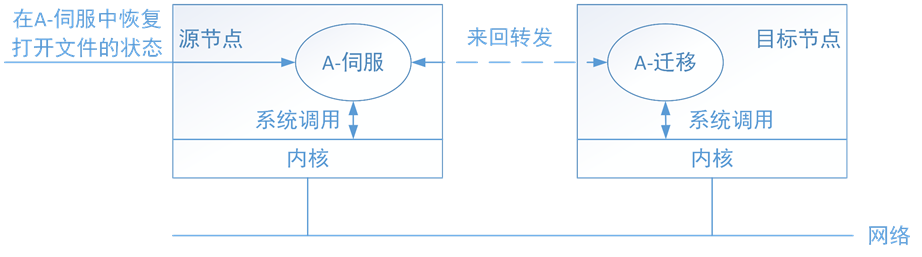 在A-伺服中恢复
打开文件的状态
源节点
A-伺服
系统调用
内核
来回转发
目标节点
A-迁移
系统调用
内核
网络